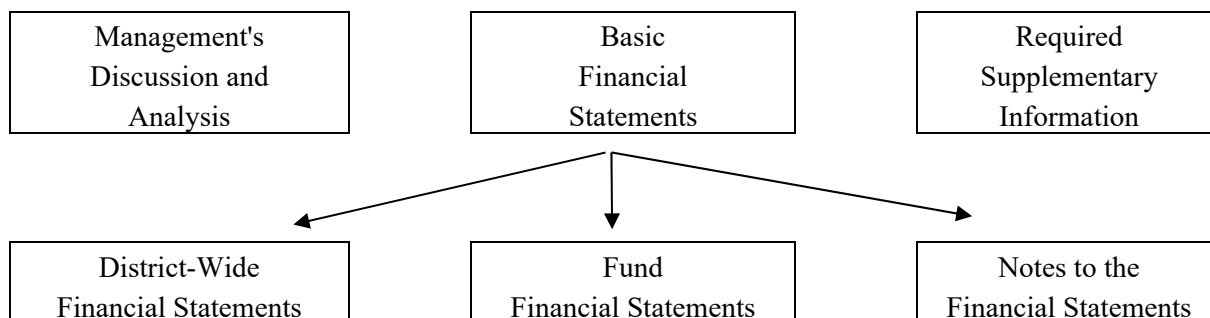 Management's
Discussion and
Analysis
Basic
Financial
Statements
Required
Supplementary
Information
District-Wide
Financial Statements
Fund
Financial Statements
Notes to the
Financial Statements